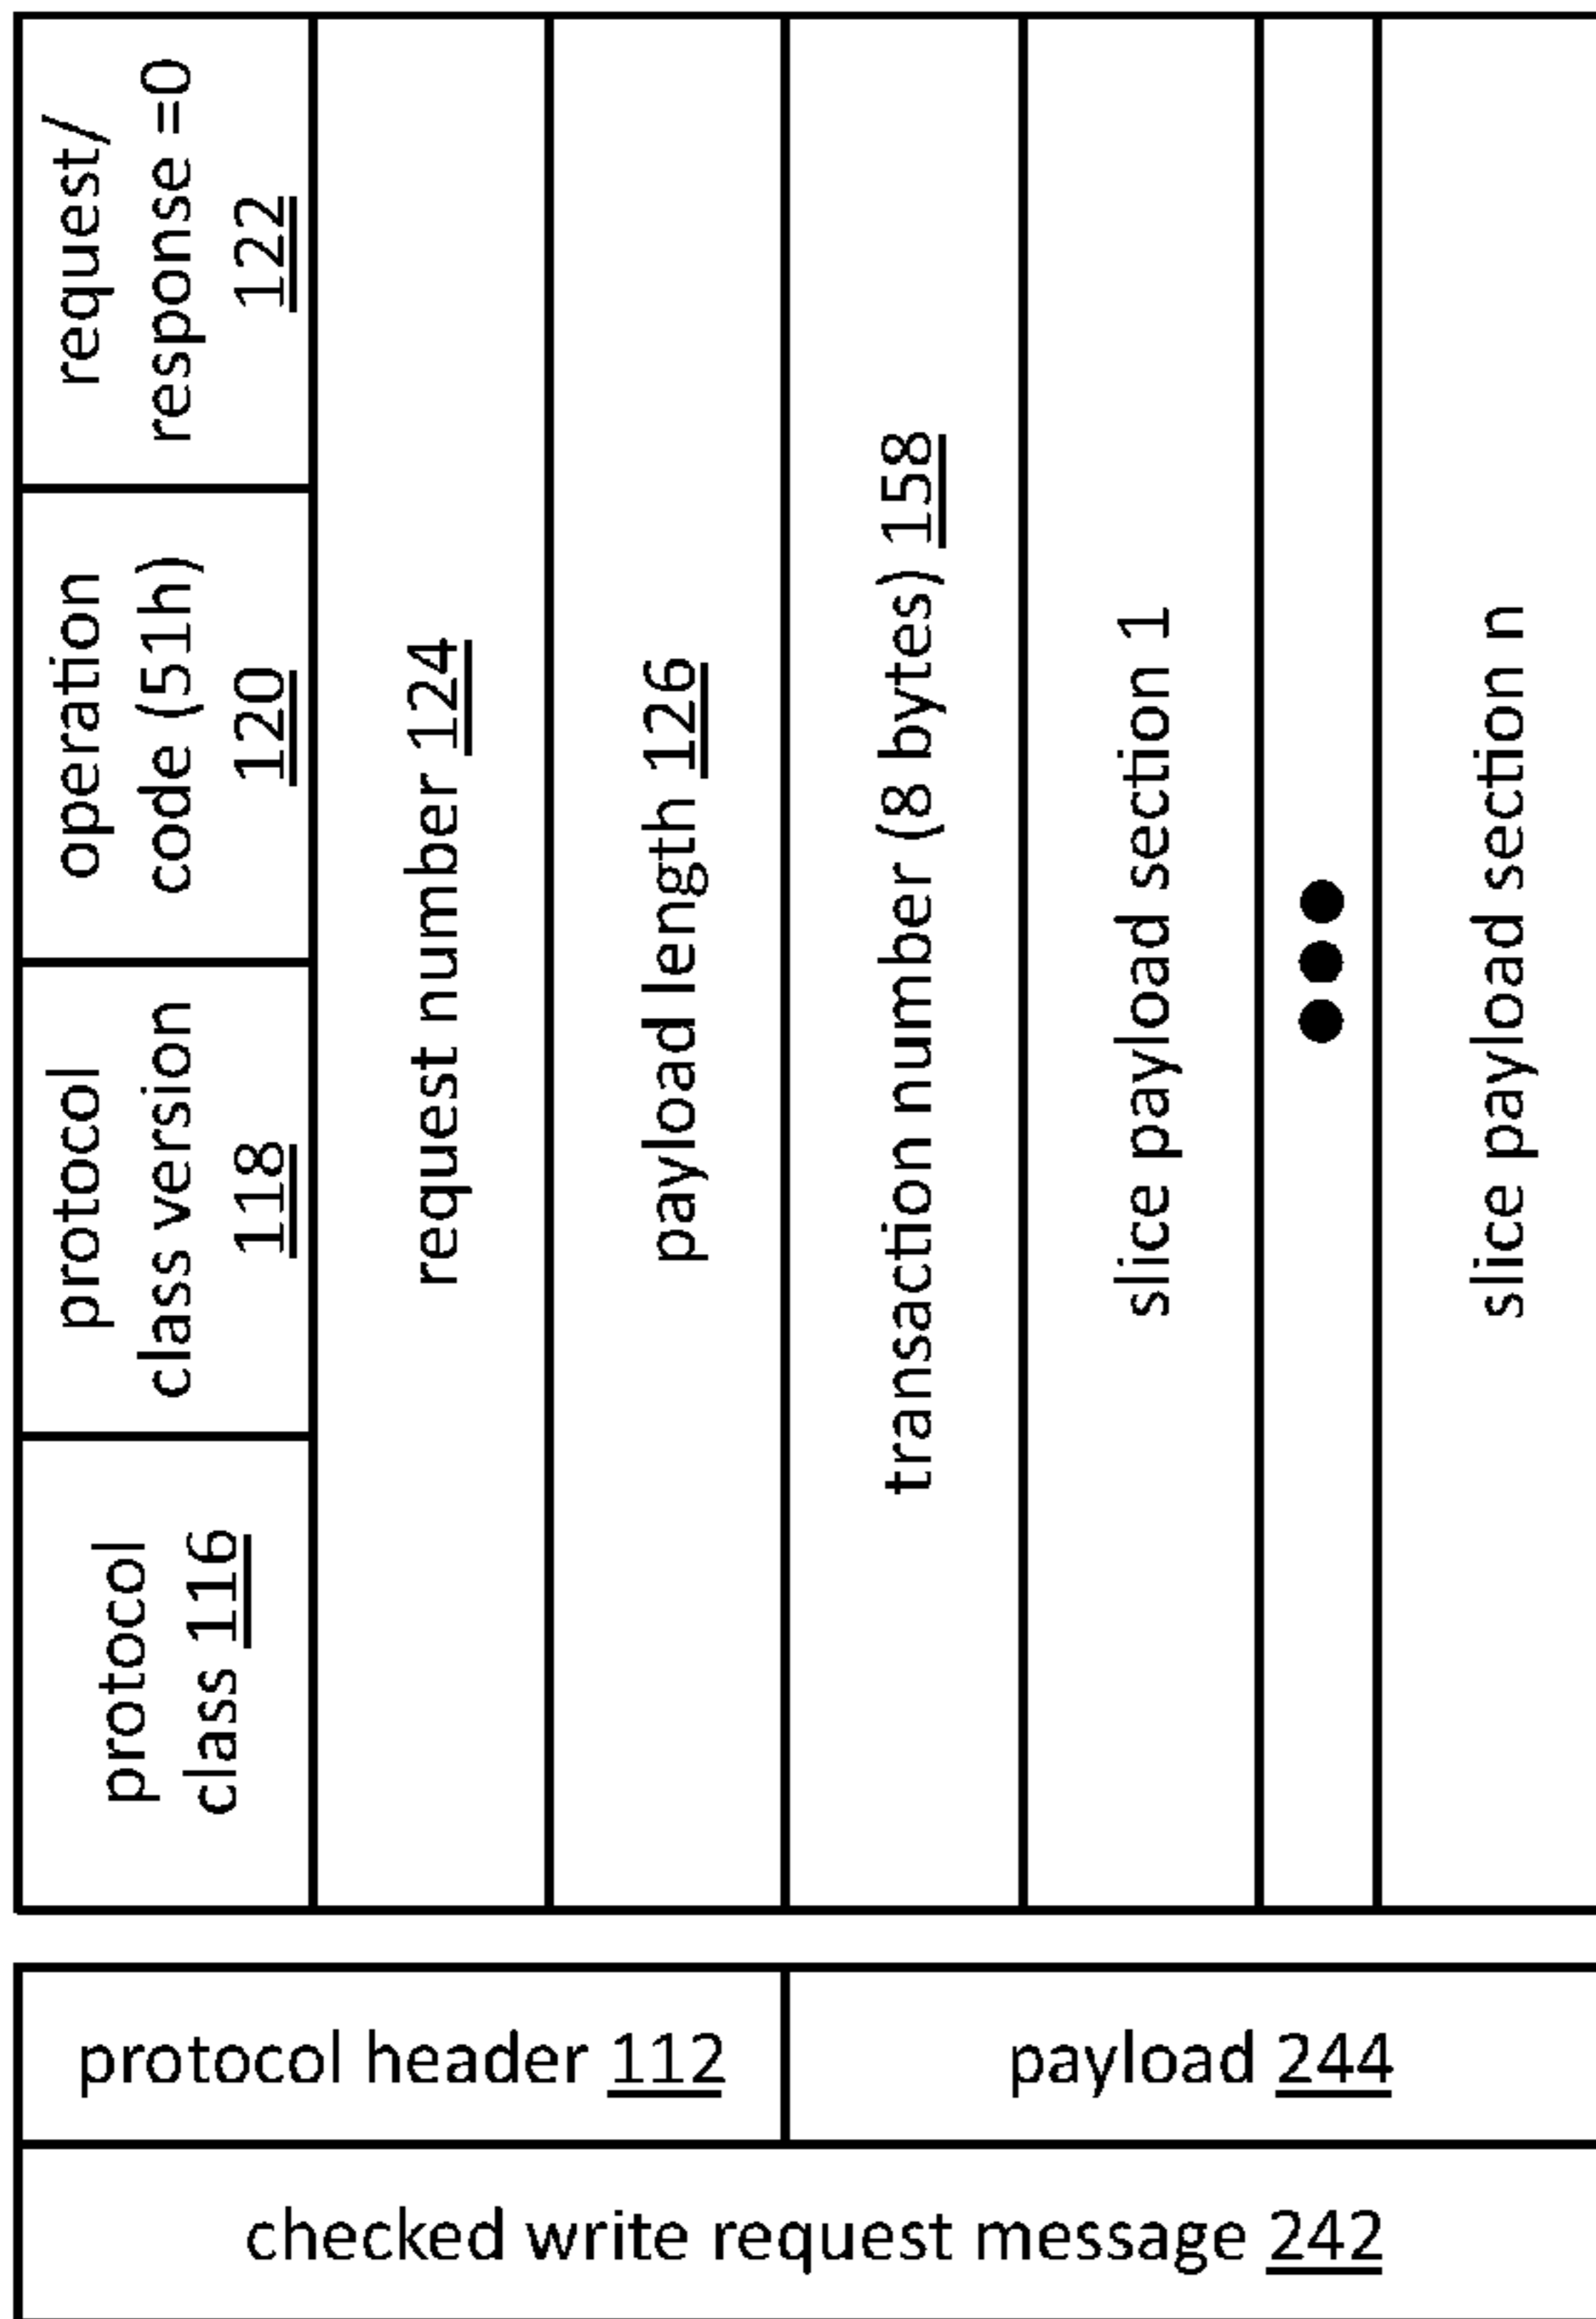 protocol
class 116
protocol
class version
118
operation
code (51h)
120
request/
response =0
122
request number 124
payload length 126
transaction number (8 bytes) 158
slice payload section 1
●●●
slice payload section n
protocol header 112
payload 244
checked write request message 242